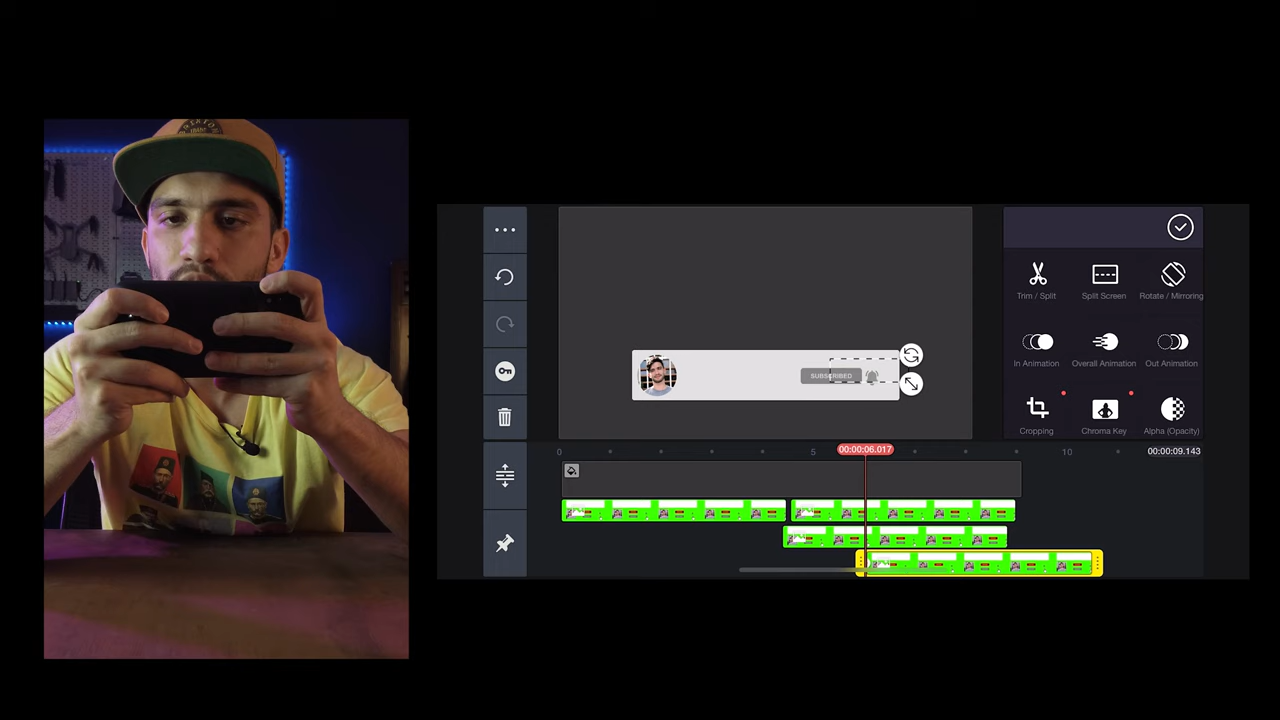 SUBSCRIBED
Trim / Split
Split Screen
Rotate / Mirroring
In Animation
Overall Animation
Out Animation
Cropping
Chroma Key
Alpha (Opacity)
00:00:06.017
0
5
10
00:00:09.143